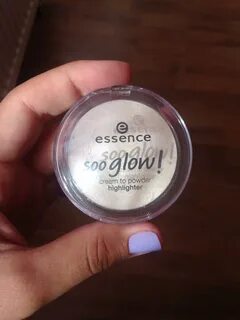 essence
soo glow!
cream to powder
highlighter